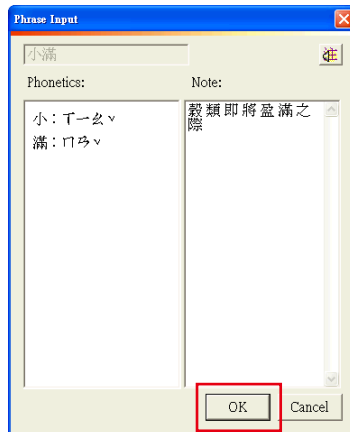 Phrase Input
小滿
注
Phonetics:
Note:
小：ㄒㄧㄠˇ
滿：ㄇㄢˇ
穀類即將盈滿之
際
OK
Cancel